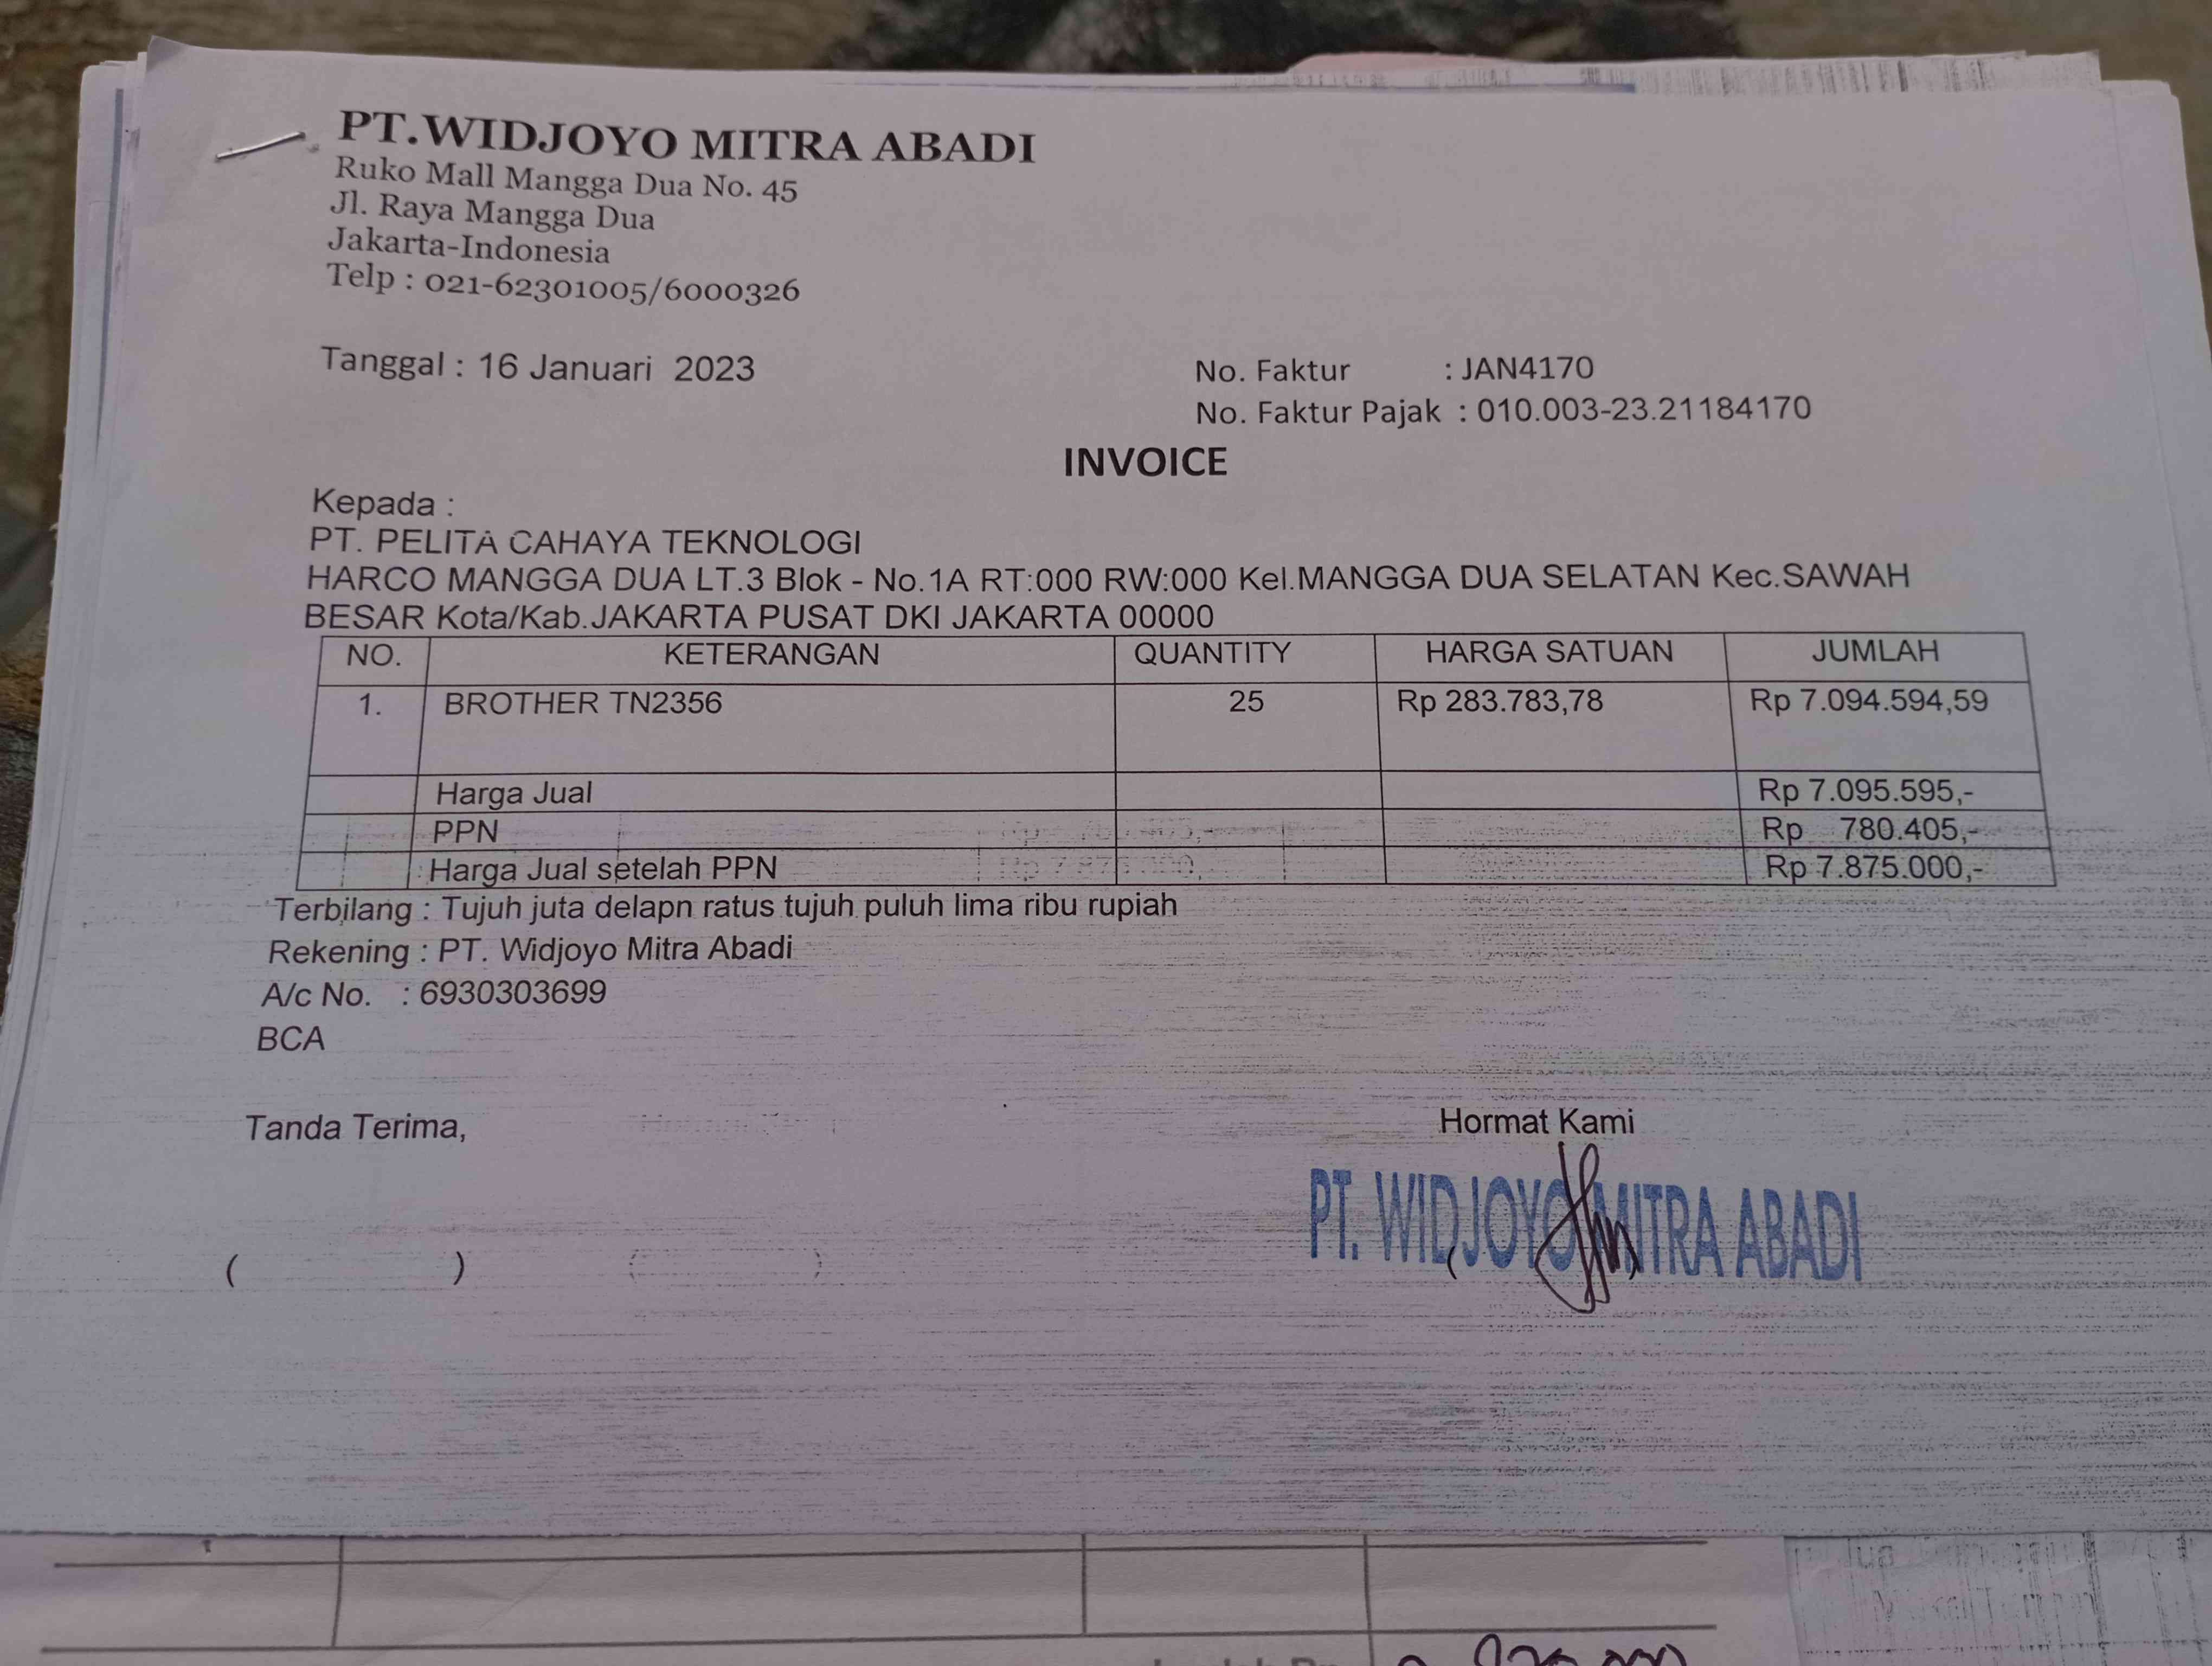 PT.WIDJOYO MITRA ABADI
Ruko Mall Mangga Dua No. 45
Jl. Raya Mangga Dua
Jakarta-Indonesia
Telp : 021-62301005/6000326
Tanggal : 16 Januari 2023
No. Faktur : JAN4170
No. Faktur Pajak : 010.003-23.21184170
INVOICE
Kepada :
PT. PELITA CAHAYA TEKNOLOGI
HARCO MANGGA DUA LT.3 Blok - No.1A RT:000 RW:000 Kel.MANGGA DUA SELATAN Kec.SAWAH
BESAR Kota/Kab.JAKARTA PUSAT DKI JAKARTA 00000
NO. KETERANGAN QUANTITY HARGA SATUAN JUMLAH
1. BROTHER TN2356 25 Rp 283.783,78 Rp 7.094.594,59
Harga Jual Rp 7.095.595,-
PPN Rp 780.405,-
Harga Jual setelah PPN Rp 7.875.000,-
Terbilang : Tujuh juta delapn ratus tujuh puluh lima ribu rupiah
Rekening : PT. Widjoyo Mitra Abadi
A/c No. : 6930303699
BCA
Tanda Terima,
Hormat Kami
PT. WIDJOYO MITRA ABADI
( )